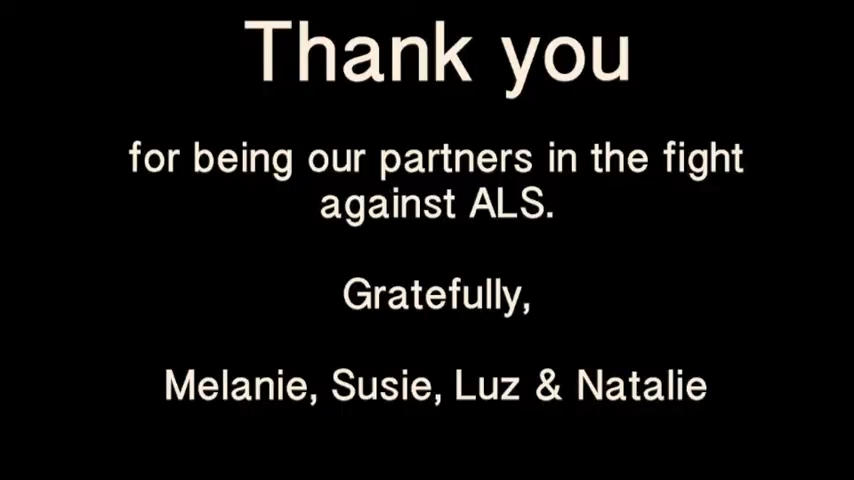 Thank you
for being our partners in the fight
against ALS.
Gratefully,
Melanie, Susie, Luz & Natalie